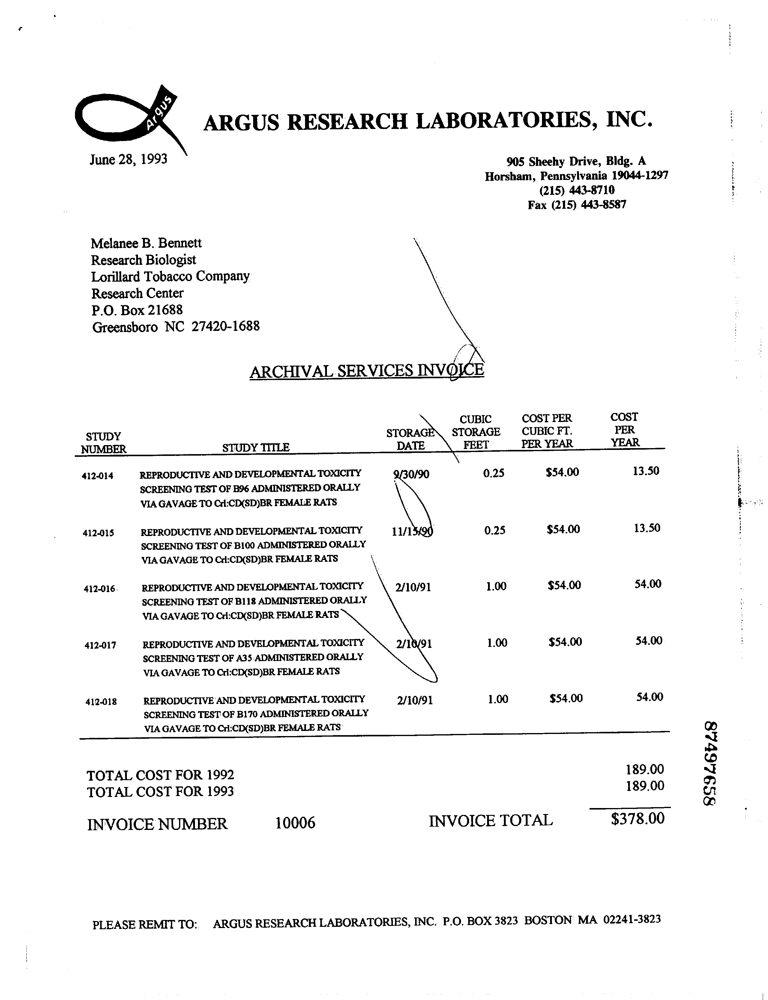 Argus
ARGUS RESEARCH LABORATORIES, INC.
June 28, 1993
905 Sheehy Drive, Bldg. A
Horsham, Pennsylvania 19044-1297
(215) 443-8710
Fax (215) 443-8587
Melanee B. Bennett
Research Biologist
Lorillard Tobacco Company
Research Center
P.O. Box 21688
Greensboro NC 27420-1688
ARCHIVAL SERVICES INVOICE
STUDY NUMBER STUDY TITLE STORAGE DATE CUBIC STORAGE FEET COST PER CUBIC FT. PER YEAR COST PER YEAR
412-014 REPRODUCTIVE AND DEVELOPMENTAL TOXICITY 9/30/90 0.25 $54.00 13.50
SCREENING TEST OF B96 ADMINISTERED ORALLY
VIA GAVAGE TO Crl:CD(SD)BR FEMALE RATS
412-015 REPRODUCTIVE AND DEVELOPMENTAL TOXICITY 11/15/90 0.25 $54.00 13.50
SCREENING TEST OF B100 ADMINISTERED ORALLY
VIA GAVAGE TO Crl:CD(SD)BR FEMALE RATS
412-016 REPRODUCTIVE AND DEVELOPMENTAL TOXICITY 2/10/91 1.00 $54.00 54.00
SCREENING TEST OF B118 ADMINISTERED ORALLY
VIA GAVAGE TO Crl:CD(SD)BR FEMALE RATS
412-017 REPRODUCTIVE AND DEVELOPMENTAL TOXICITY 2/10/91 1.00 $54.00 54.00
SCREENING TEST OF A35 ADMINISTERED ORALLY
VIA GAVAGE TO Crl:CD(SD)BR FEMALE RATS
412-018 REPRODUCTIVE AND DEVELOPMENTAL TOXICITY 2/10/91 1.00 $54.00 54.00
SCREENING TEST OF B170 ADMINISTERED ORALLY
VIA GAVAGE TO Crl:CD(SD)BR FEMALE RATS
TOTAL COST FOR 1992 189.00
TOTAL COST FOR 1993 189.00
INVOICE NUMBER 10006 INVOICE TOTAL $378.00
PLEASE REMIT TO: ARGUS RESEARCH LABORATORIES, INC. P.O. BOX 3823 BOSTON MA 02241-3823
87497658